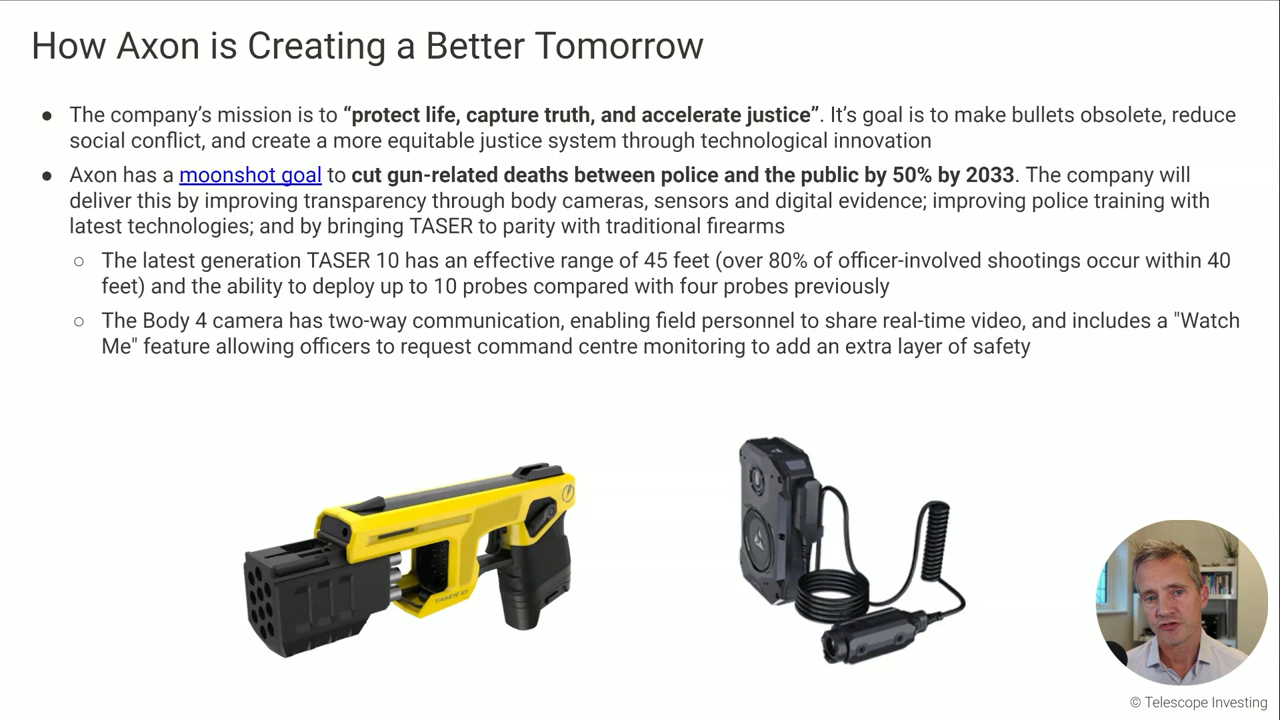 How Axon is Creating a Better Tomorrow
● The company's mission is to “protect life, capture truth, and accelerate justice”. It's goal is to make bullets obsolete, reduce
social conflict, and create a more equitable justice system through technological innovation
● Axon has a moonshot goal to cut gun-related deaths between police and the public by 50% by 2033. The company will
deliver this by improving transparency through body cameras, sensors and digital evidence; improving police training with
latest technologies; and by bringing TASER to parity with traditional firearms
○ The latest generation TASER 10 has an effective range of 45 feet (over 80% of officer-involved shootings occur within 40
feet) and the ability to deploy up to 10 probes compared with four probes previously
○ The Body 4 camera has two-way communication, enabling field personnel to share real-time video, and includes a "Watch
Me" feature allowing officers to request command centre monitoring to add an extra layer of safety
TASER 10
© Telescope Investing